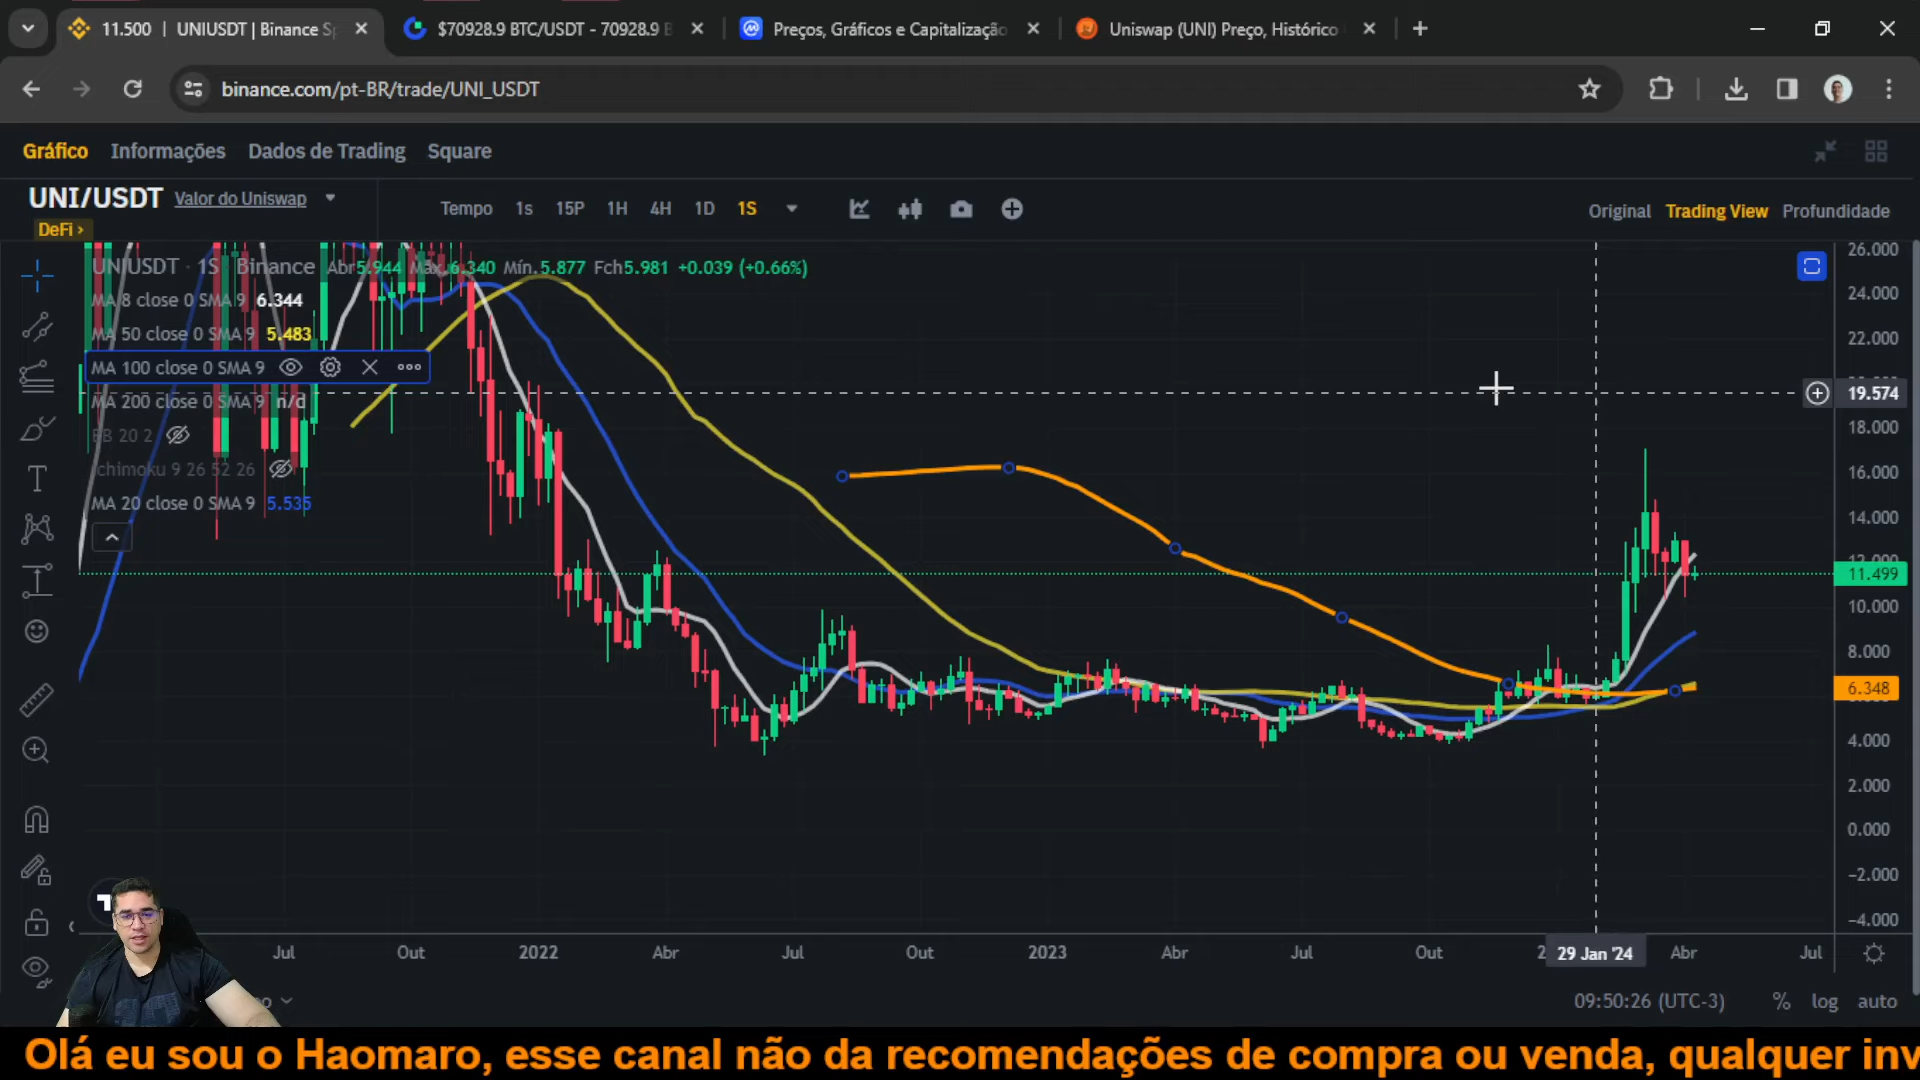 11.500 | UNIUSDT | Binance Sp
$70928.9 BTC/USDT - 70928.9 B
Preços, Gráficos e Capitalização
Uniswap (UNI) Preço, Histórico
binance.com/pt-BR/trade/UNI_USDT
Gráfico Informações Dados de Trading Square
UNI/USDT Valor do Uniswap
DeFi ›
Tempo 1s 15P 1H 4H 1D 1S
Original Trading View Profundidade
UNIUSDT · 1S Binance Abr5.944 Máx.6.340 Mín.5.877 Fch5.981 +0.039 (+0.66%)
MA 8 close 0 SMA 9 6.344
MA 50 close 0 SMA 9 5.483
MA 100 close 0 SMA 9
MA 200 close 0 SMA 9 n/d
BB 20 2
Ichimoku 9 26 52 26
MA 20 close 0 SMA 9 5.535
26.000
24.000
22.000
19.574
18.000
16.000
14.000
12.000
11.499
10.000
8.000
6.348
4.000
2.000
0.000
-2.000
-4.000
Jul Out 2022 Abr Jul Out 2023 Abr Jul Out 29 Jan '24 Abr Jul
09:50:26 (UTC-3) % log auto
Olá eu sou o Haomaro, esse canal não da recomendações de compra ou venda, qualquer inv